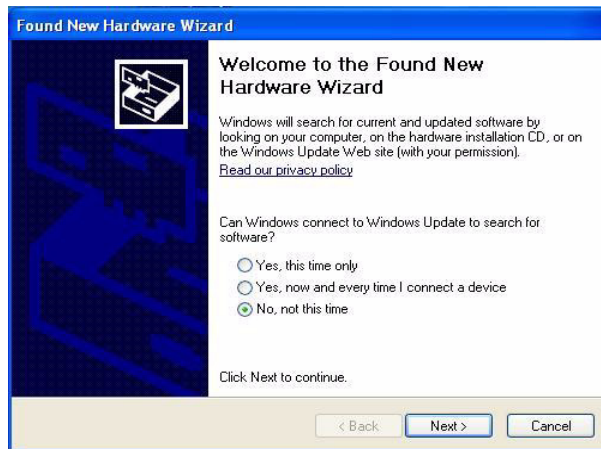 Found New Hardware Wizard
Welcome to the Found New
Hardware Wizard
Windows will search for current and updated software by
looking on your computer, on the hardware installation CD, or on
the Windows Update Web site (with your permission).
Read our privacy policy
Can Windows connect to Windows Update to search for
software?
Yes, this time only
Yes, now and every time I connect a device
No, not this time
Click Next to continue.
< Back
Next >
Cancel